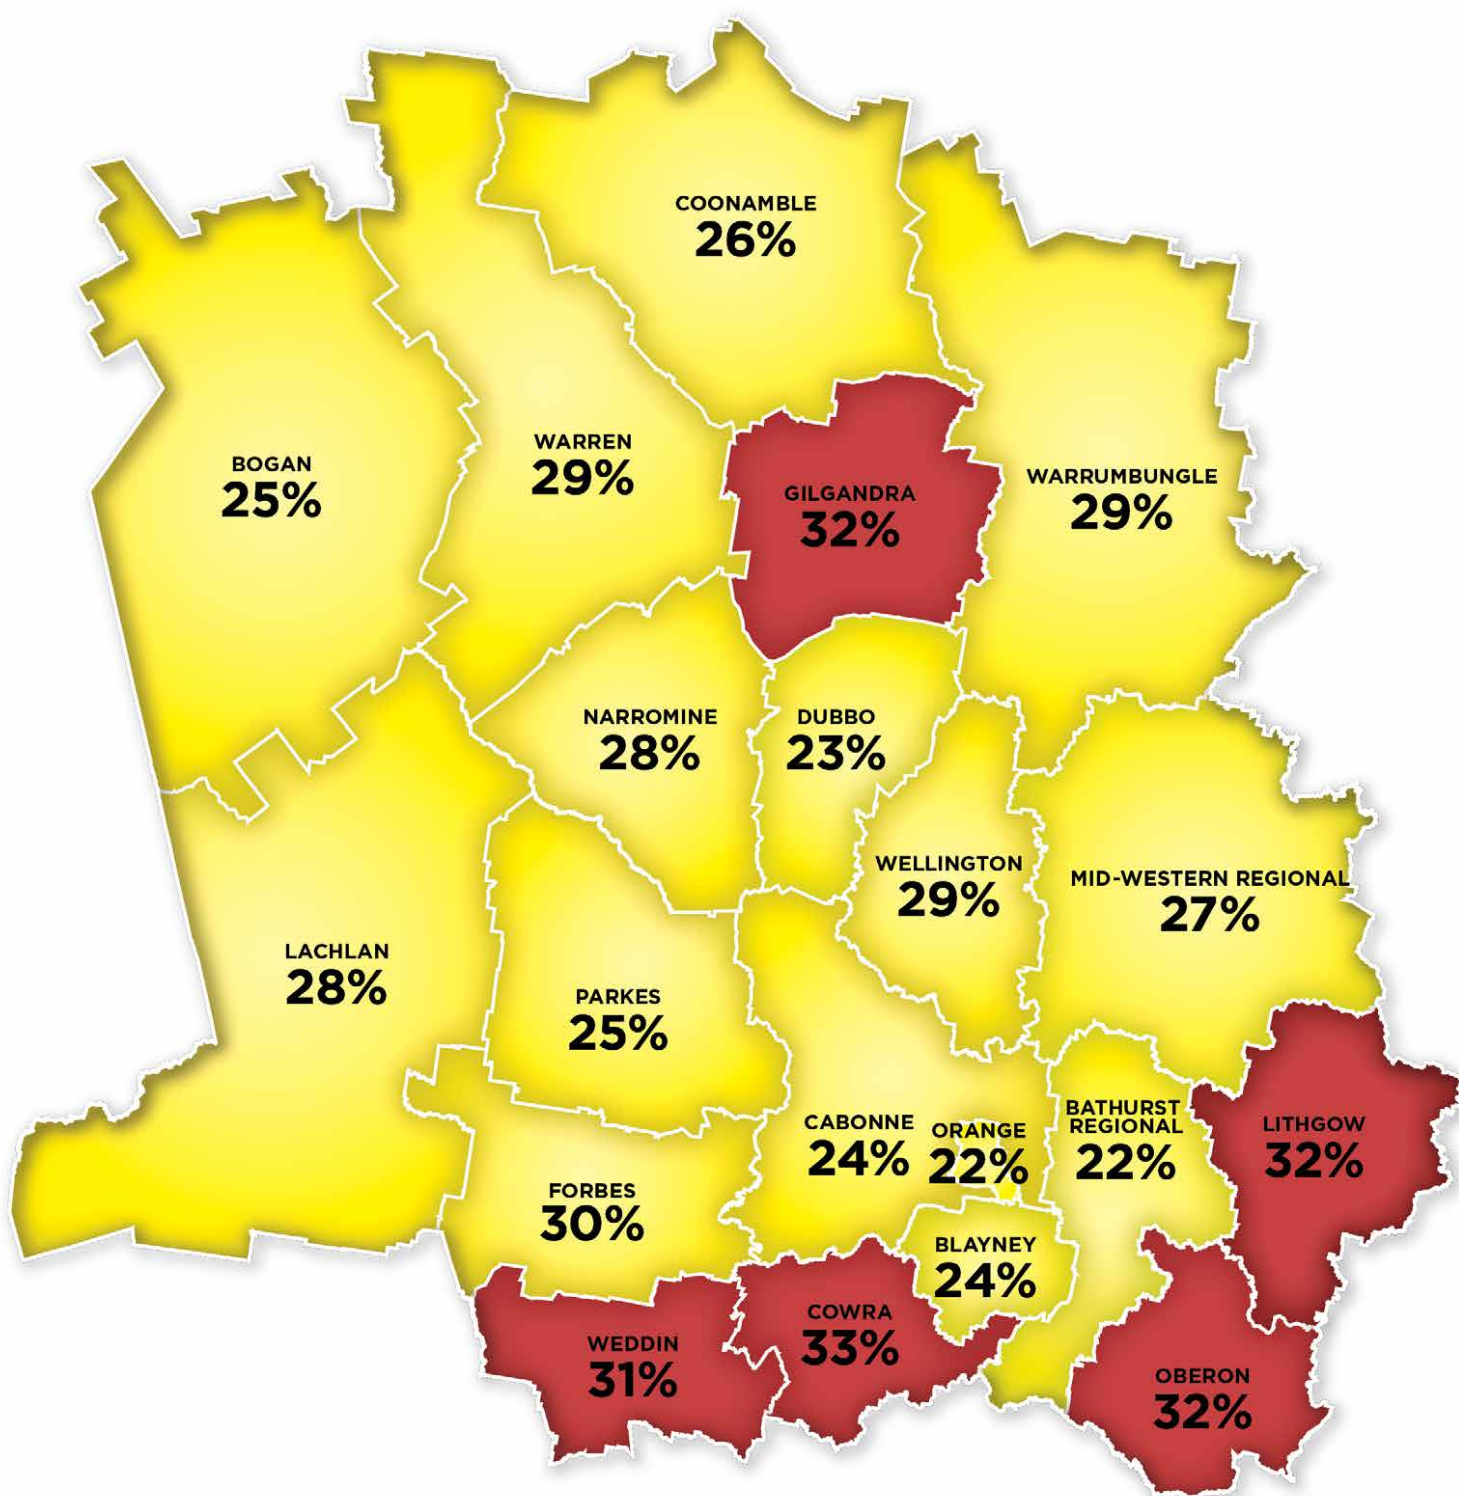 COONAMBLE
26%
WARREN
29%
BOGAN
25%
WARRUMBUNGLE
29%
GILGANDRA
32%
NARROMINE
28%
DUBBO
23%
WELLINGTON
29%
MID-WESTERN REGIONAL
27%
LACHLAN
28%
PARKES
25%
BATHURST
REGIONAL
22%
CABONNE
24%
ORANGE
22%
LITHGOW
32%
FORBES
30%
BLAYNEY
24%
COWRA
33%
WEDDIN
31%
OBERON
32%